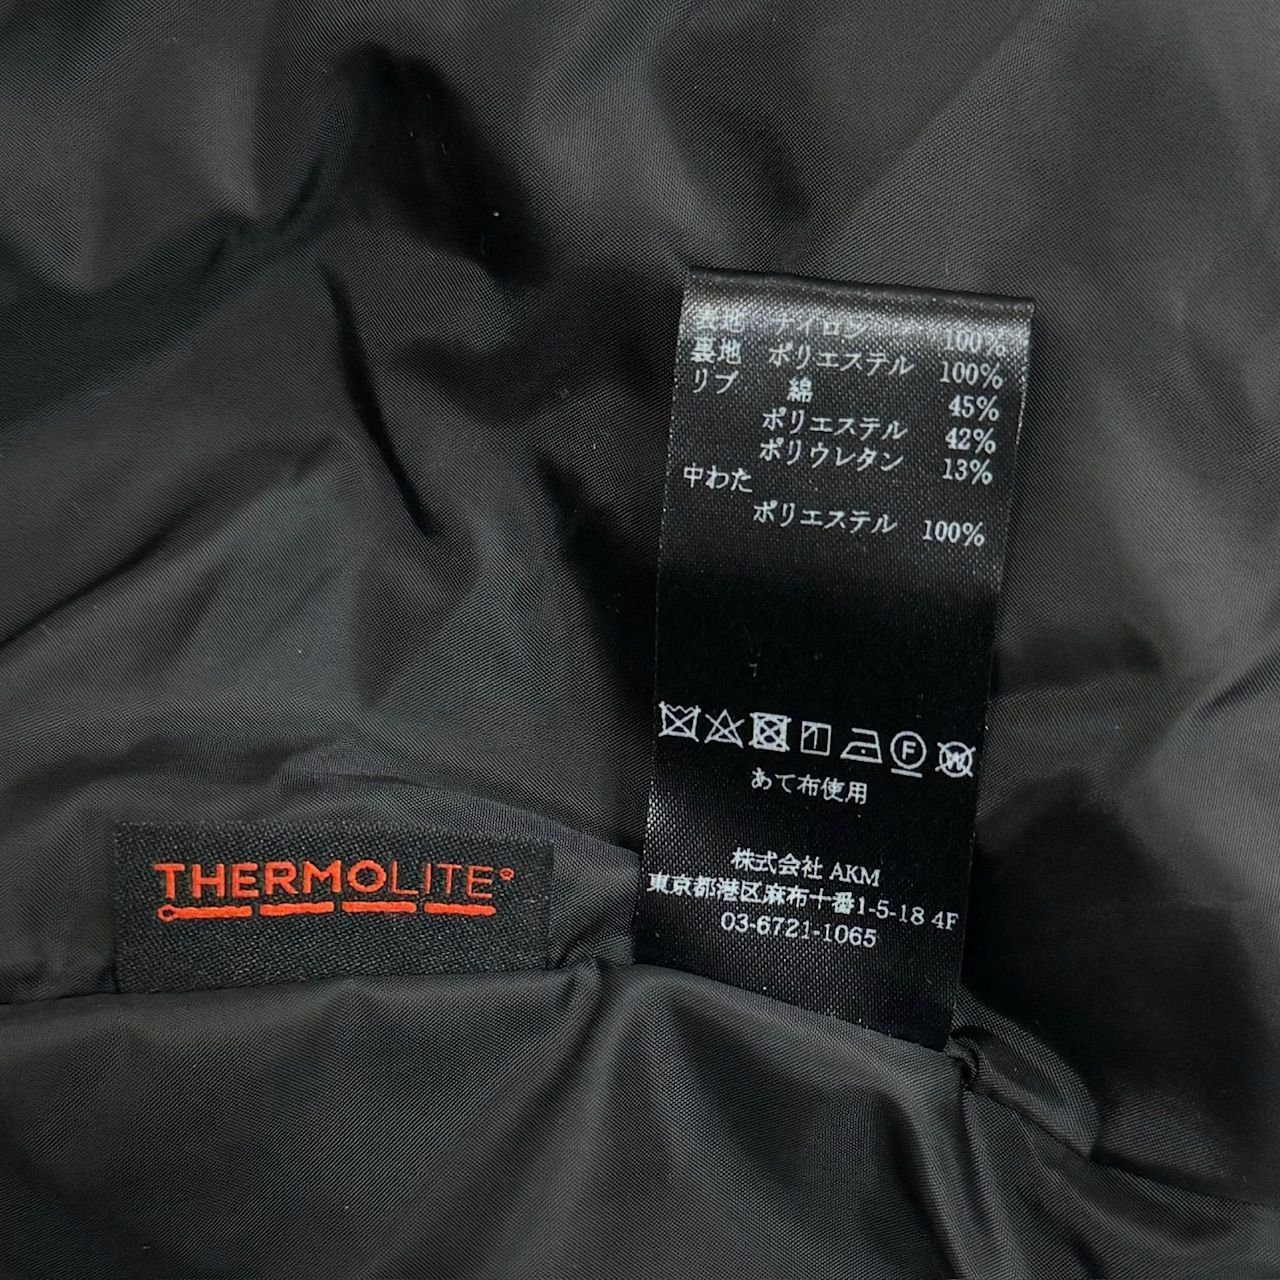 表地 ナイロン 100%
裏地 ポリエステル 100%
リブ 綿 45%
ポリエステル 42%
ポリウレタン 13%
中わた
ポリエステル 100%
F W
あて布使用
株式会社 AKM
東京都港区麻布十番1-5-18 4F
03-6721-1065
THERMOLITE®